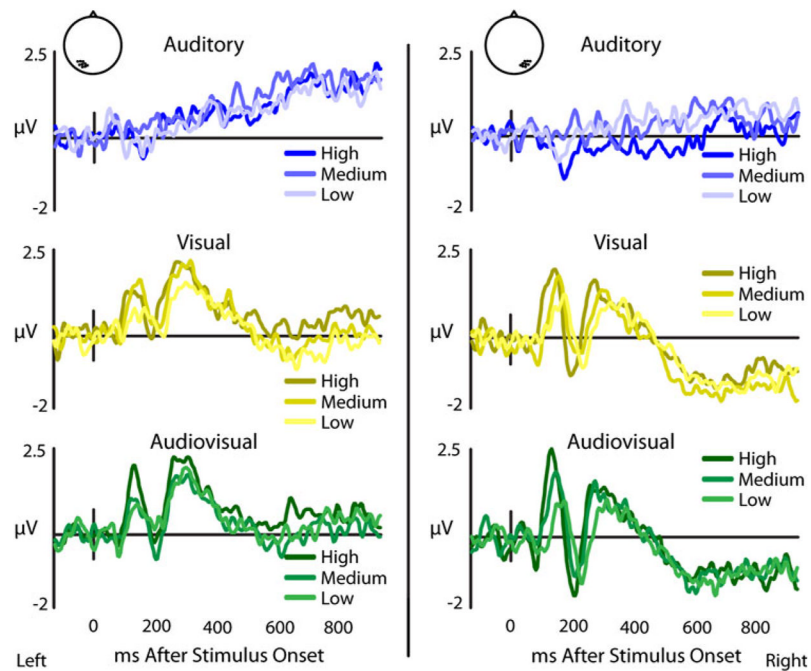 Auditory
2.5
µV
-2
High
Medium
Low
Visual
2.5
µV
-2
High
Medium
Low
Audiovisual
2.5
µV
-2
High
Medium
Low
0 200 400 600 800
Left
ms After Stimulus Onset
Auditory
2.5
µV
-2
High
Medium
Low
Visual
2.5
µV
-2
High
Medium
Low
Audiovisual
2.5
µV
-2
High
Medium
Low
0 200 400 600 800
ms After Stimulus Onset
Right